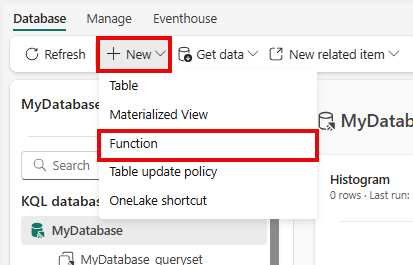 Database Manage Eventhouse
Refresh + New Get data New related item
Table
Materialized View
Function
Table update policy
OneLake shortcut
MyDatabase
Search
KQL databas
MyDatabase
MyDatabase_queryset
MyDatab
Histogram
0 rows · Last run: